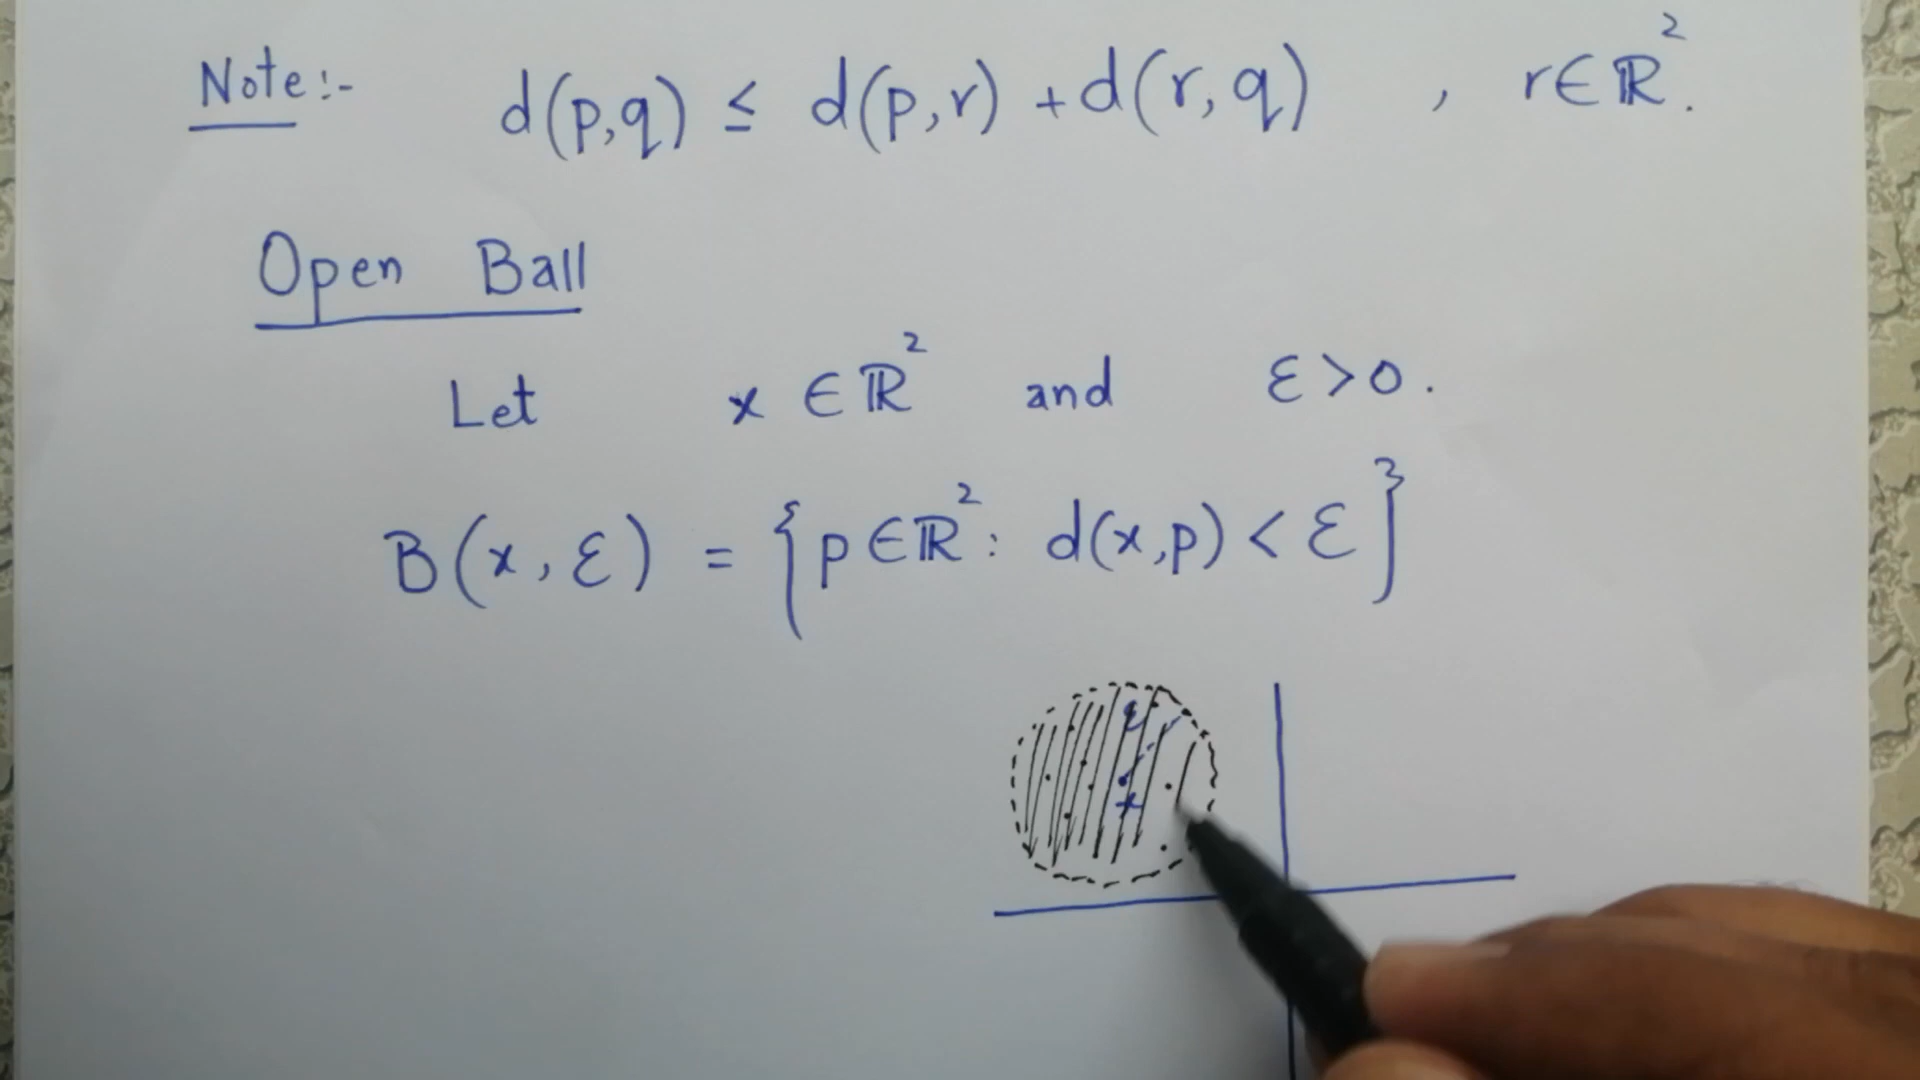 Note:- d(p,q) ≤ d(p,r) + d(r,q) , r∈ℝ².
Open Ball
Let x ∈ ℝ² and ε>0.
B(x,ε) = {p∈ℝ²: d(x,p) < ε}
ε
x